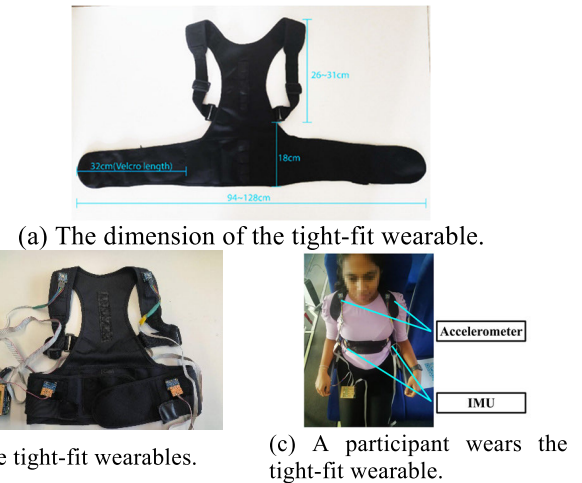 26~31cm
32cm(Velcro length)
18cm
94~128cm
(a) The dimension of the tight-fit wearable.
Accelerometer
IMU
e tight-fit wearables.
(c) A participant wears the
tight-fit wearable.